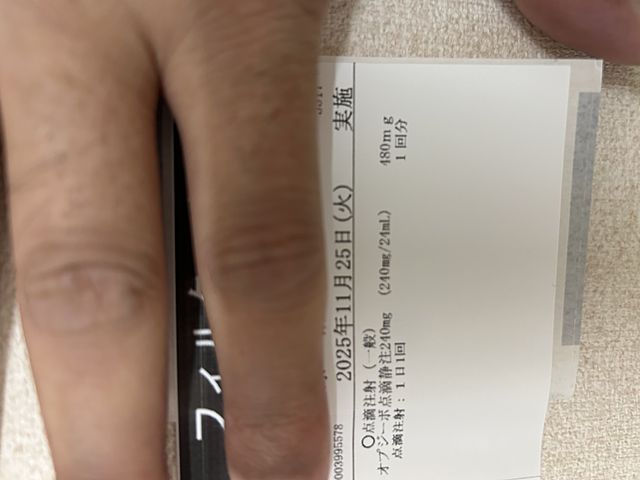 フィル
003995578
2025年11月25日(火) 実施
〇点滴注射(一般)
オプジーボ点滴静注240mg (240mg/24mL) 480mg
点滴注射:1日1回 1回分